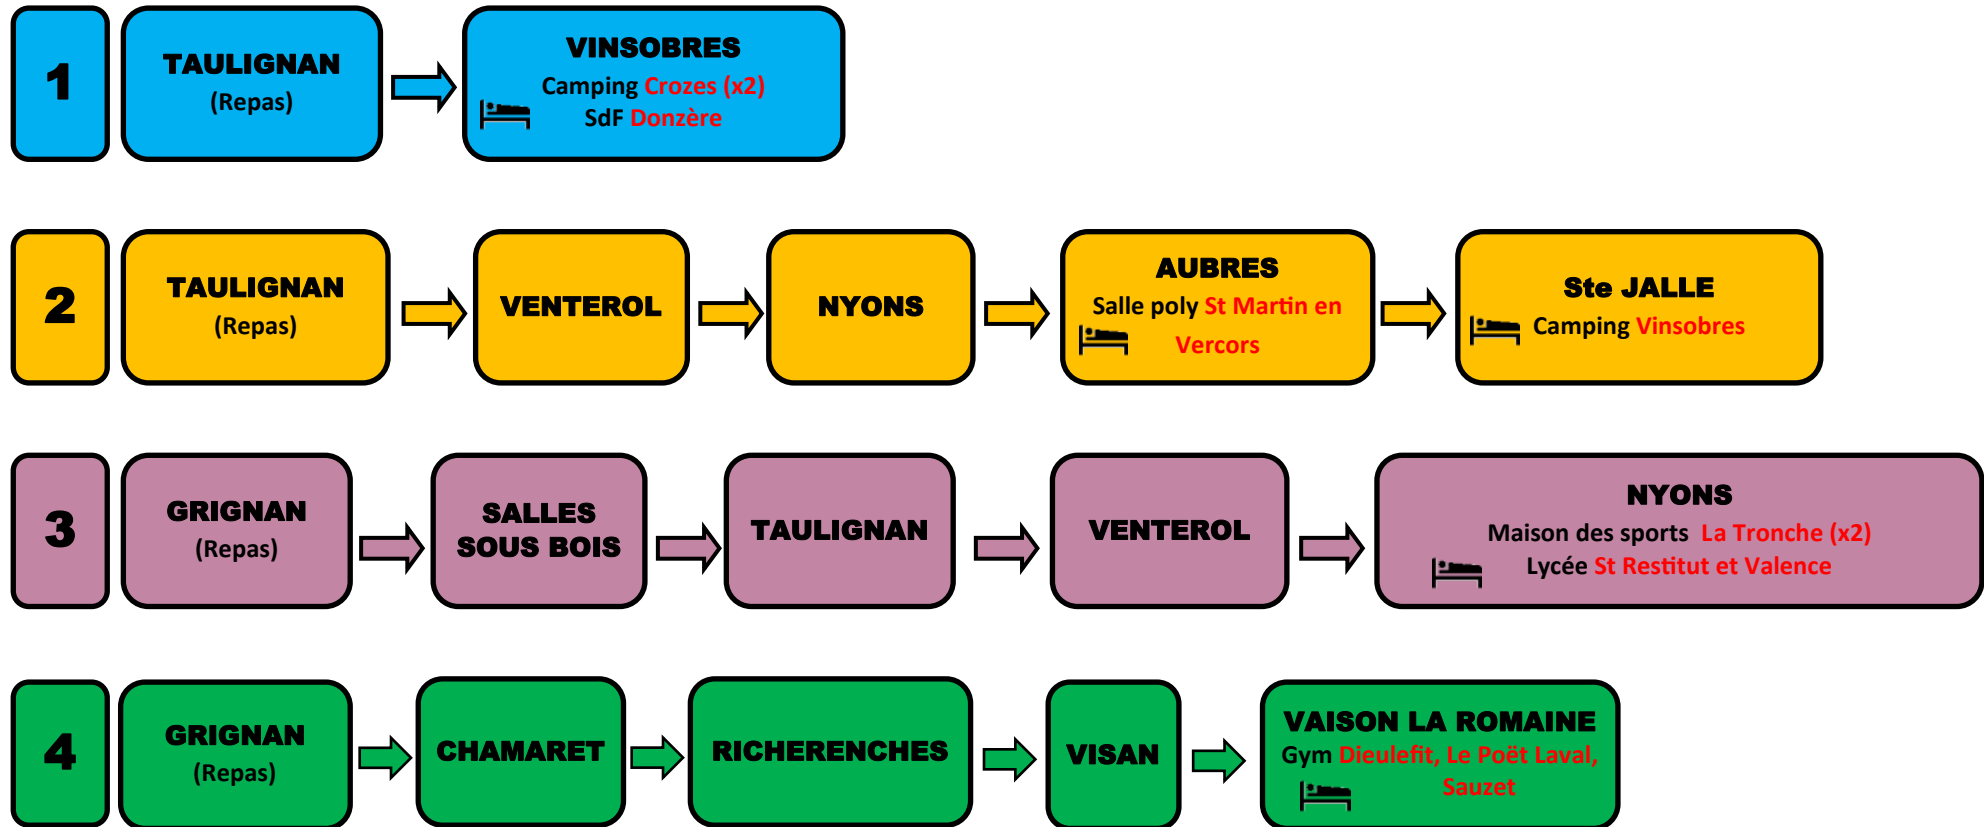 1
TAULIGNAN
(Repas)
VINSOBRES
Camping Crozes (x2)
SdF Donzère
2
TAULIGNAN
(Repas)
VENTEROL
NYONS
AUBRES
Salle poly St Martin en
Vercors
Ste JALLE
Camping Vinsobres
3
GRIGNAN
(Repas)
SALLES
SOUS BOIS
TAULIGNAN
VENTEROL
NYONS
Maison des sports La Tronche (x2)
Lycée St Restitut et Valence
4
GRIGNAN
(Repas)
CHAMARET
RICHERENCHES
VISAN
VAISON LA ROMAINE
Gym Dieulefit, Le Poët Laval,
Sauzet